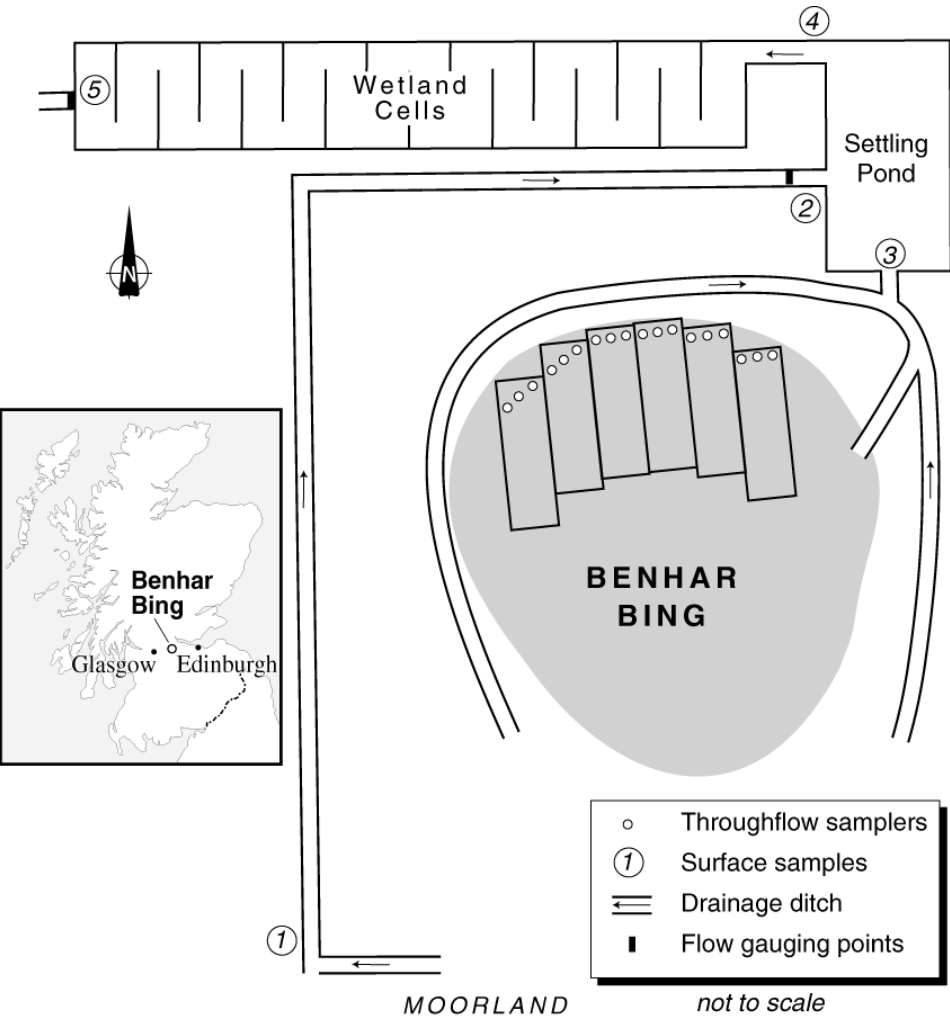 4
5
Wetland
Cells
Settling
Pond
2
3
N
Benhar
Bing
Glasgow
Edinburgh
BENHAR
BING
1
Throughflow samplers
1 Surface samples
Drainage ditch
Flow gauging points
MOORLAND
not to scale